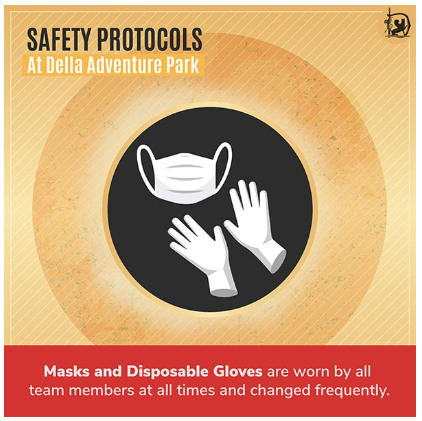 SAFETY PROTOCOLS
At Della Adventure Park
Masks and Disposable Gloves are worn by all
team members at all times and changed frequently.